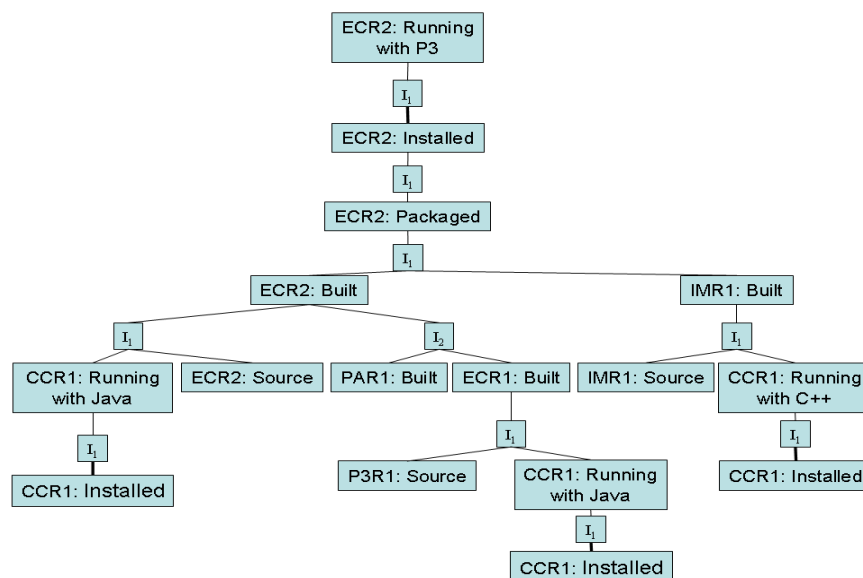 ECR2: Running
with P3
I1
ECR2: Installed
I1
ECR2: Packaged
I1
ECR2: Built
IMR1: Built
I1
I2
I1
CCR1: Running
with Java
ECR2: Source
PAR1: Built
ECR1: Built
IMR1: Source
CCR1: Running
with C++
I1
I1
I1
CCR1: Installed
P3R1: Source
CCR1: Running
with Java
CCR1: Installed
I1
CCR1: Installed